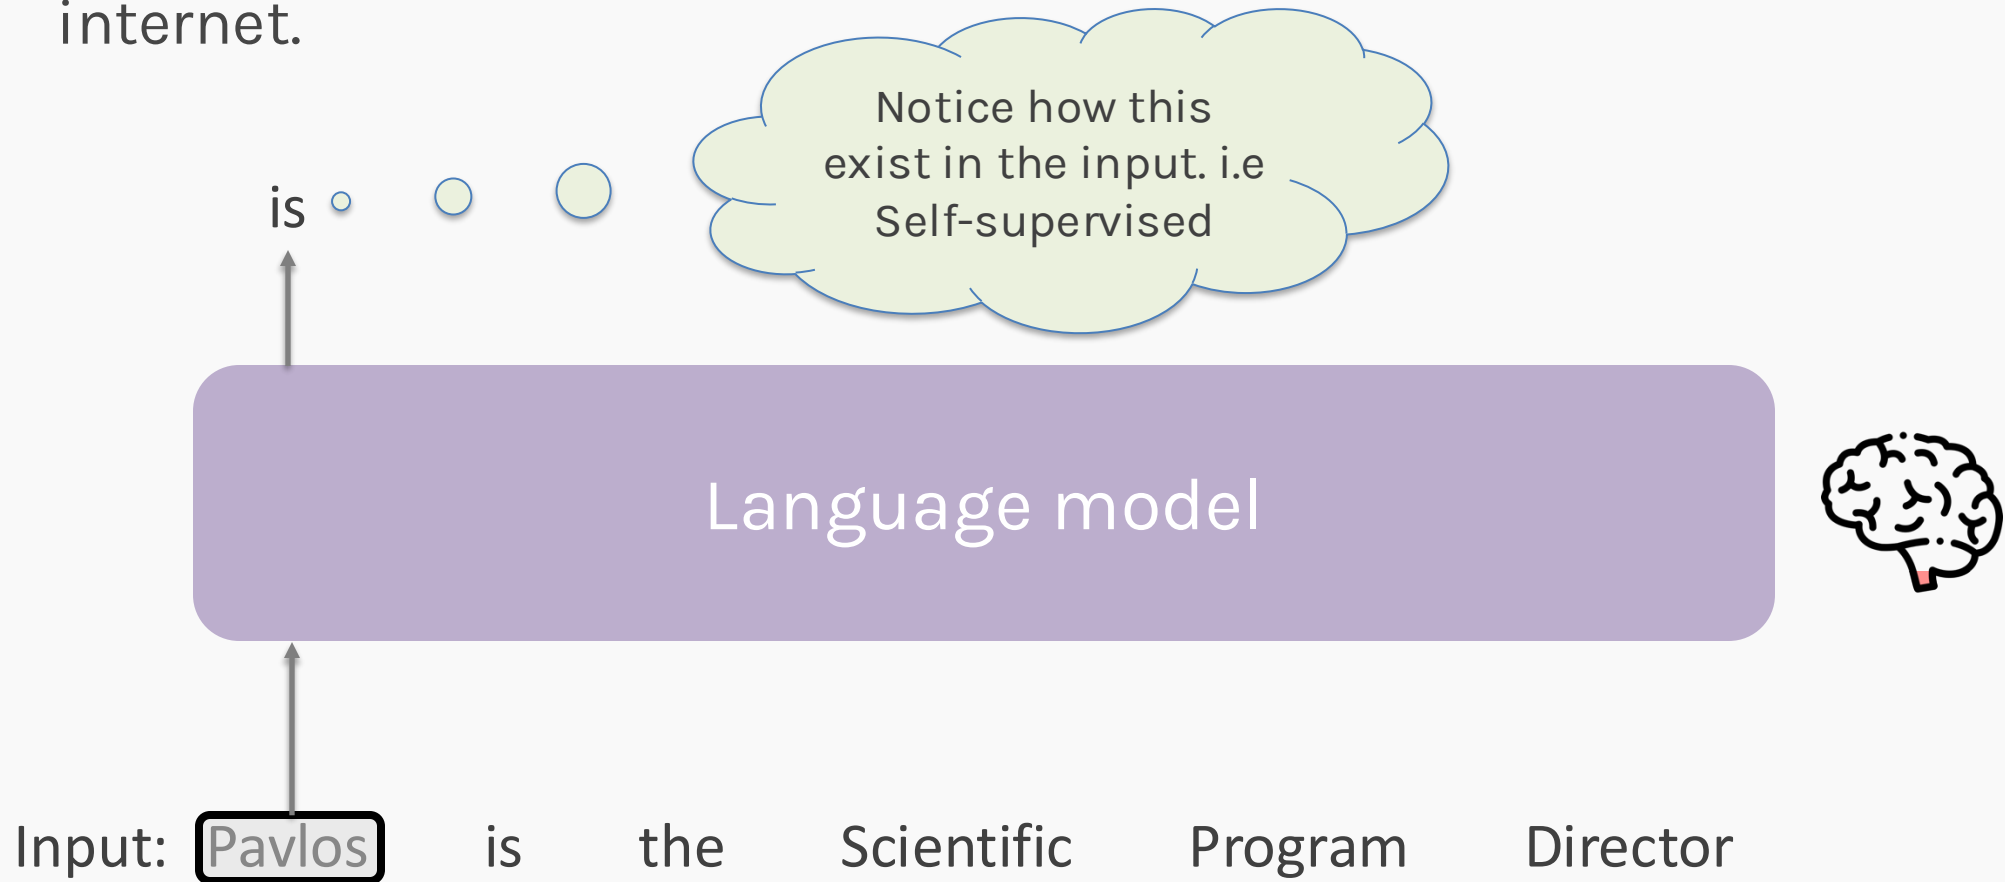 internet.
Notice how this
exist in the input. i.e
Self-supervised
is
Language model
Input: Pavlos is the Scientific Program Director